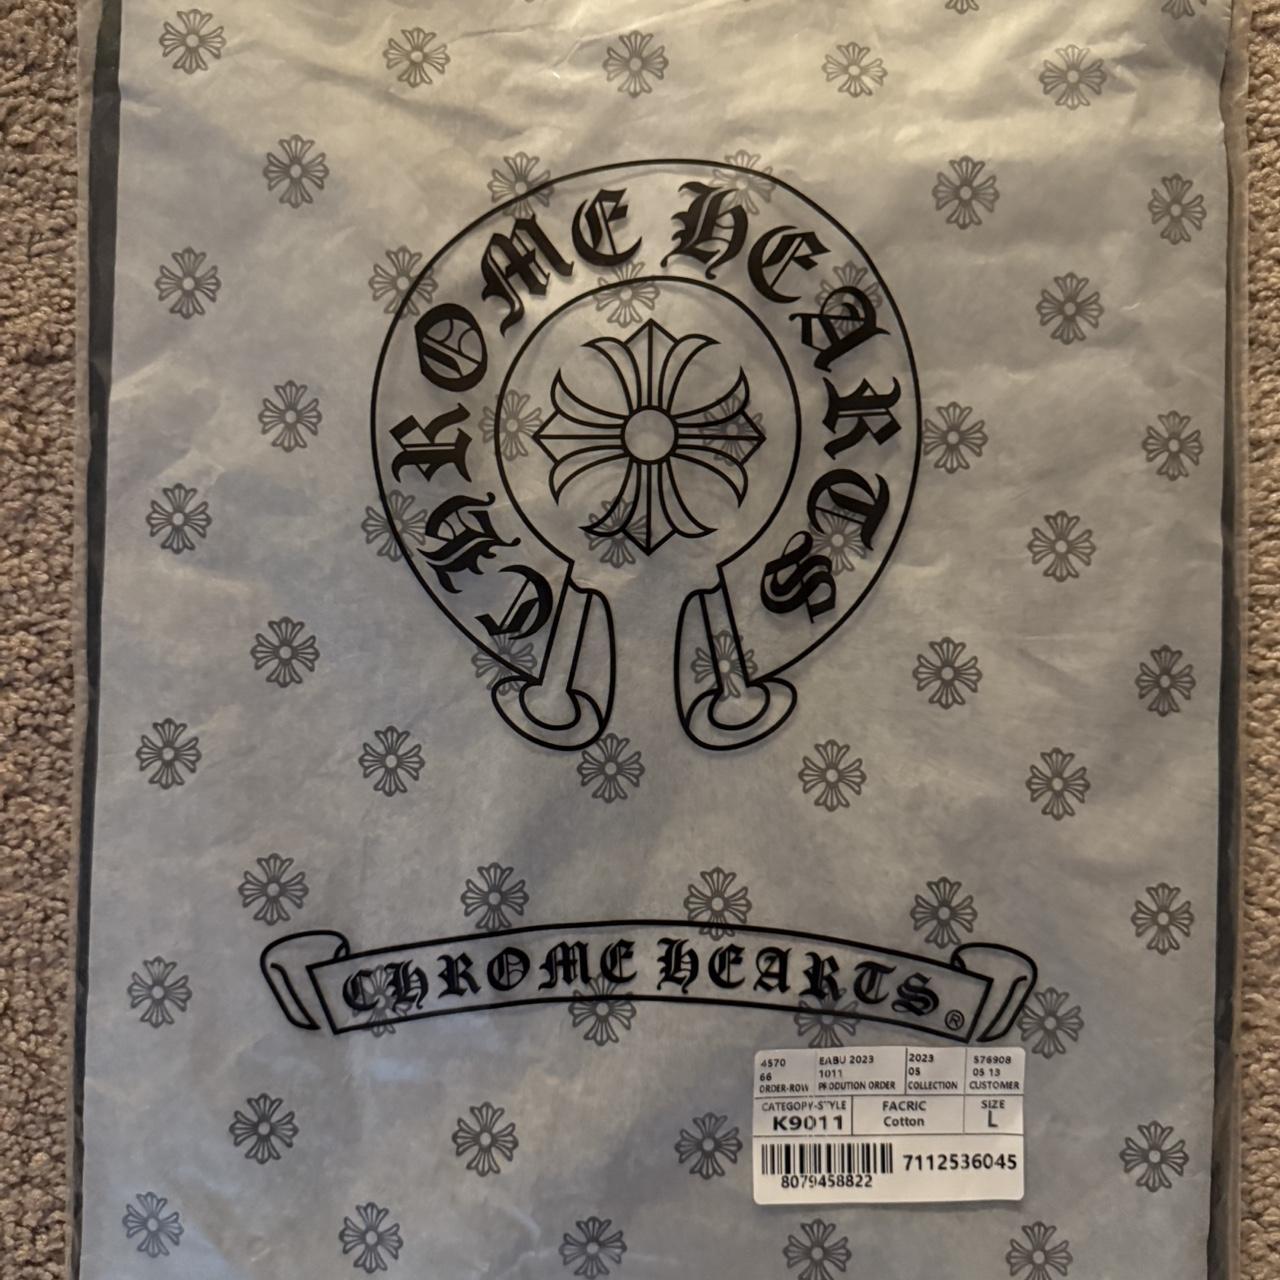 CHROME HEARTS
CHROME HEARTS ®
4570 EABU 2023 2023 576908
66 1011 05 05 13
ORDER-ROW PRODUTION ORDER COLLECTION CUSTOMER
CATEGOPY-STYLE FACRIC SIZE
K9011 Cotton L
7112536045
8079458822